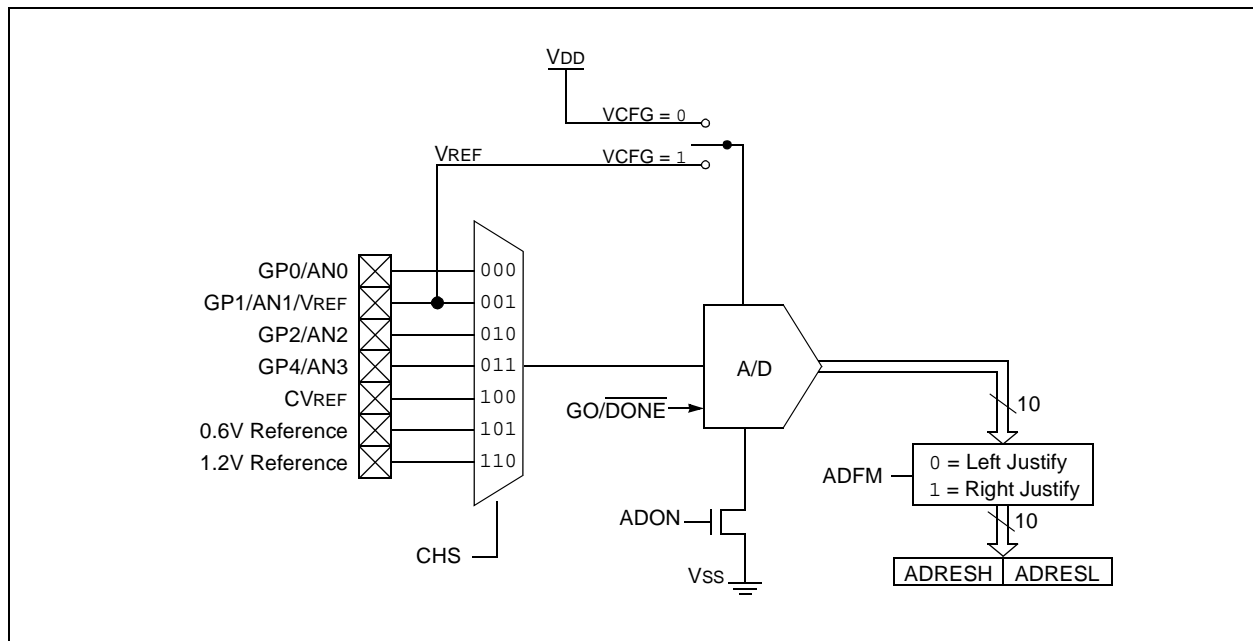 VDD
VCFG = 0
VREF
VCFG = 1
GP0/AN0
000
GP1/AN1/VREF
001
GP2/AN2
010
GP4/AN3
011
A/D
CVREF
100
GO/DONE
10
0.6V Reference
101
1.2V Reference
110
ADFM
0 = Left Justify
1 = Right Justify
ADON
10
CHS
VSS
ADRESH
ADRESL